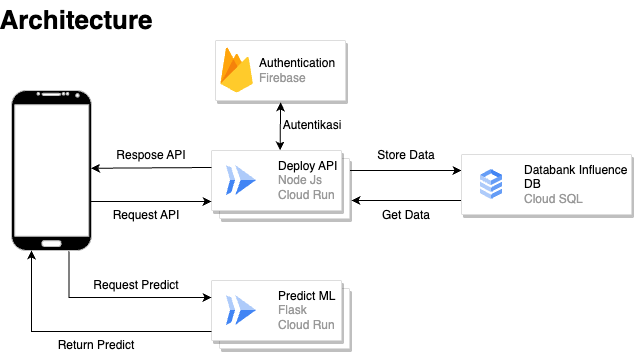 Architecture
Authentication
Firebase
Autentikasi
Respose API
Request API
Deploy API
Node Js
Cloud Run
Store Data
Get Data
Databank Influence
DB
Cloud SQL
Request Predict
Return Predict
Predict ML
Flask
Cloud Run